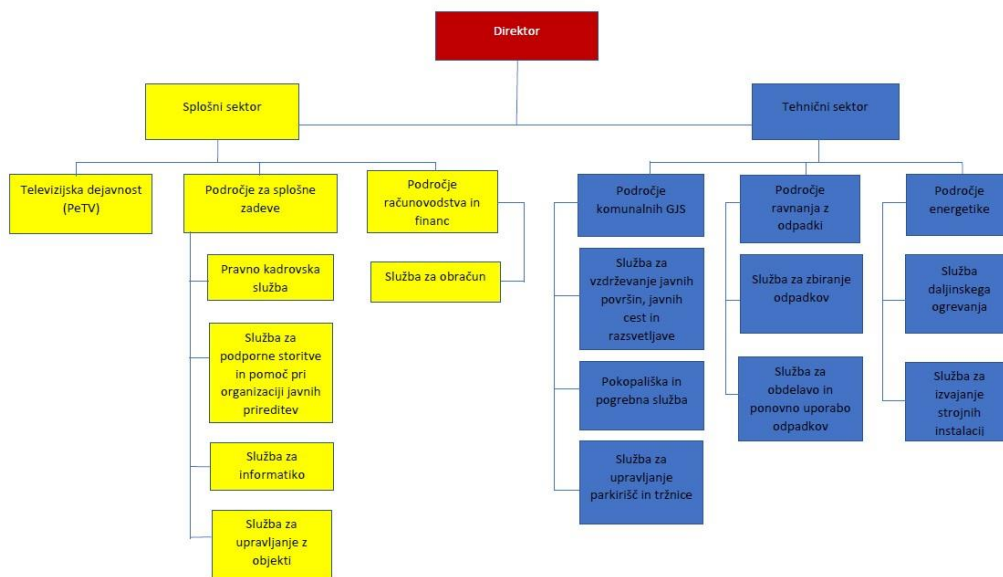 Direktor
Splošni sektor
Tehnični sektor
Televizijska dejavnost
(PeTV)
Področje za splošne
zadeve
Področje
računovodstva in
financ
Področje
komunalnih GJS
Področje
ravnanja z
odpadki
Področje
energetike
Pravno kadrovska
služba
Služba za
podporne storitve
in pomoč pri
organizaciji javnih
prireditev
Služba za
informatiko
Služba za
upravljanje z
objekti
Služba za obračun
Služba za
vzdrževanje javnih
površin, javnih
cest in
razsvetljave
Pokopališka in
pogrebna služba
Služba za
upravljanje
parkirišč in tržnice
Služba za zbiranje
odpadkov
Služba za
obdelavo in
ponovno uporabo
odpadkov
Služba
daljinskega
ogrevanja
Služba za
izvajanje
strojnih
instalacij